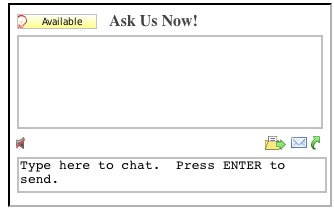 Available Ask Us Now!
Type here to chat.  Press ENTER to
send.